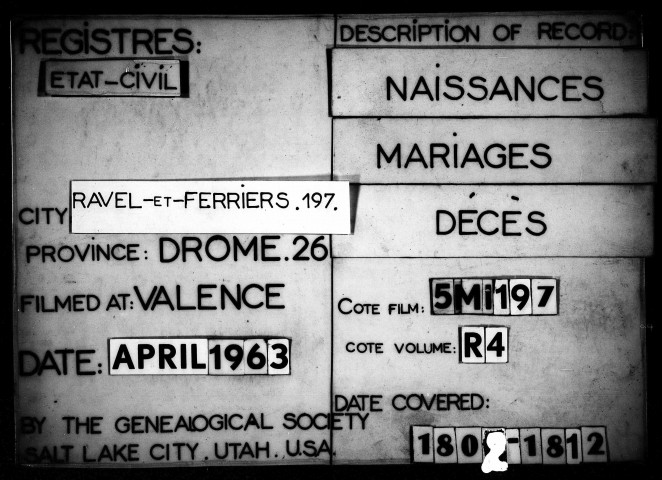 REGISTRES:
ETAT-CIVIL
CITY RAVEL-ET-FERRIERS.197.
PROVINCE: DROME.26
FILMED AT: VALENCE
DATE: APRIL 1963
BY THE GENEALOGICAL SOCIETY
SALT LAKE CITY. UTAH. U.S.A.
DESCRIPTION OF RECORD:
NAISSANCES
MARIAGES
DÉCÈS
COTE FILM: 5Mi197
COTE VOLUME: R4
DATE COVERED:
1802-1812